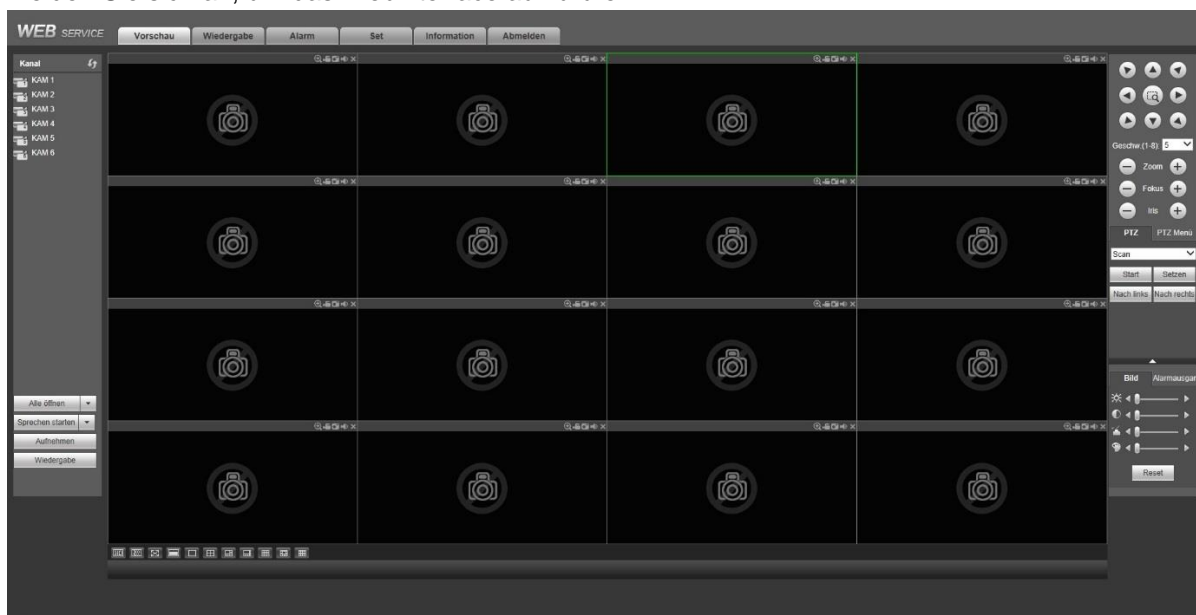 WEB SERVICE
Vorschau
Wiedergabe
Alarm
Set
Information
Abmelden
Kanal
KAM 1
KAM 2
KAM 3
KAM 4
KAM 5
KAM 6
Alle öffnen
Sprechen starten
Aufnehmen
Wiedergabe
Geschw.(1-8): 5
Zoom
Fokus
Iris
PTZ
PTZ Menü
Scan
Start
Setzen
Nach links
Nach rechts
Bild
Alarmausgan
Reset